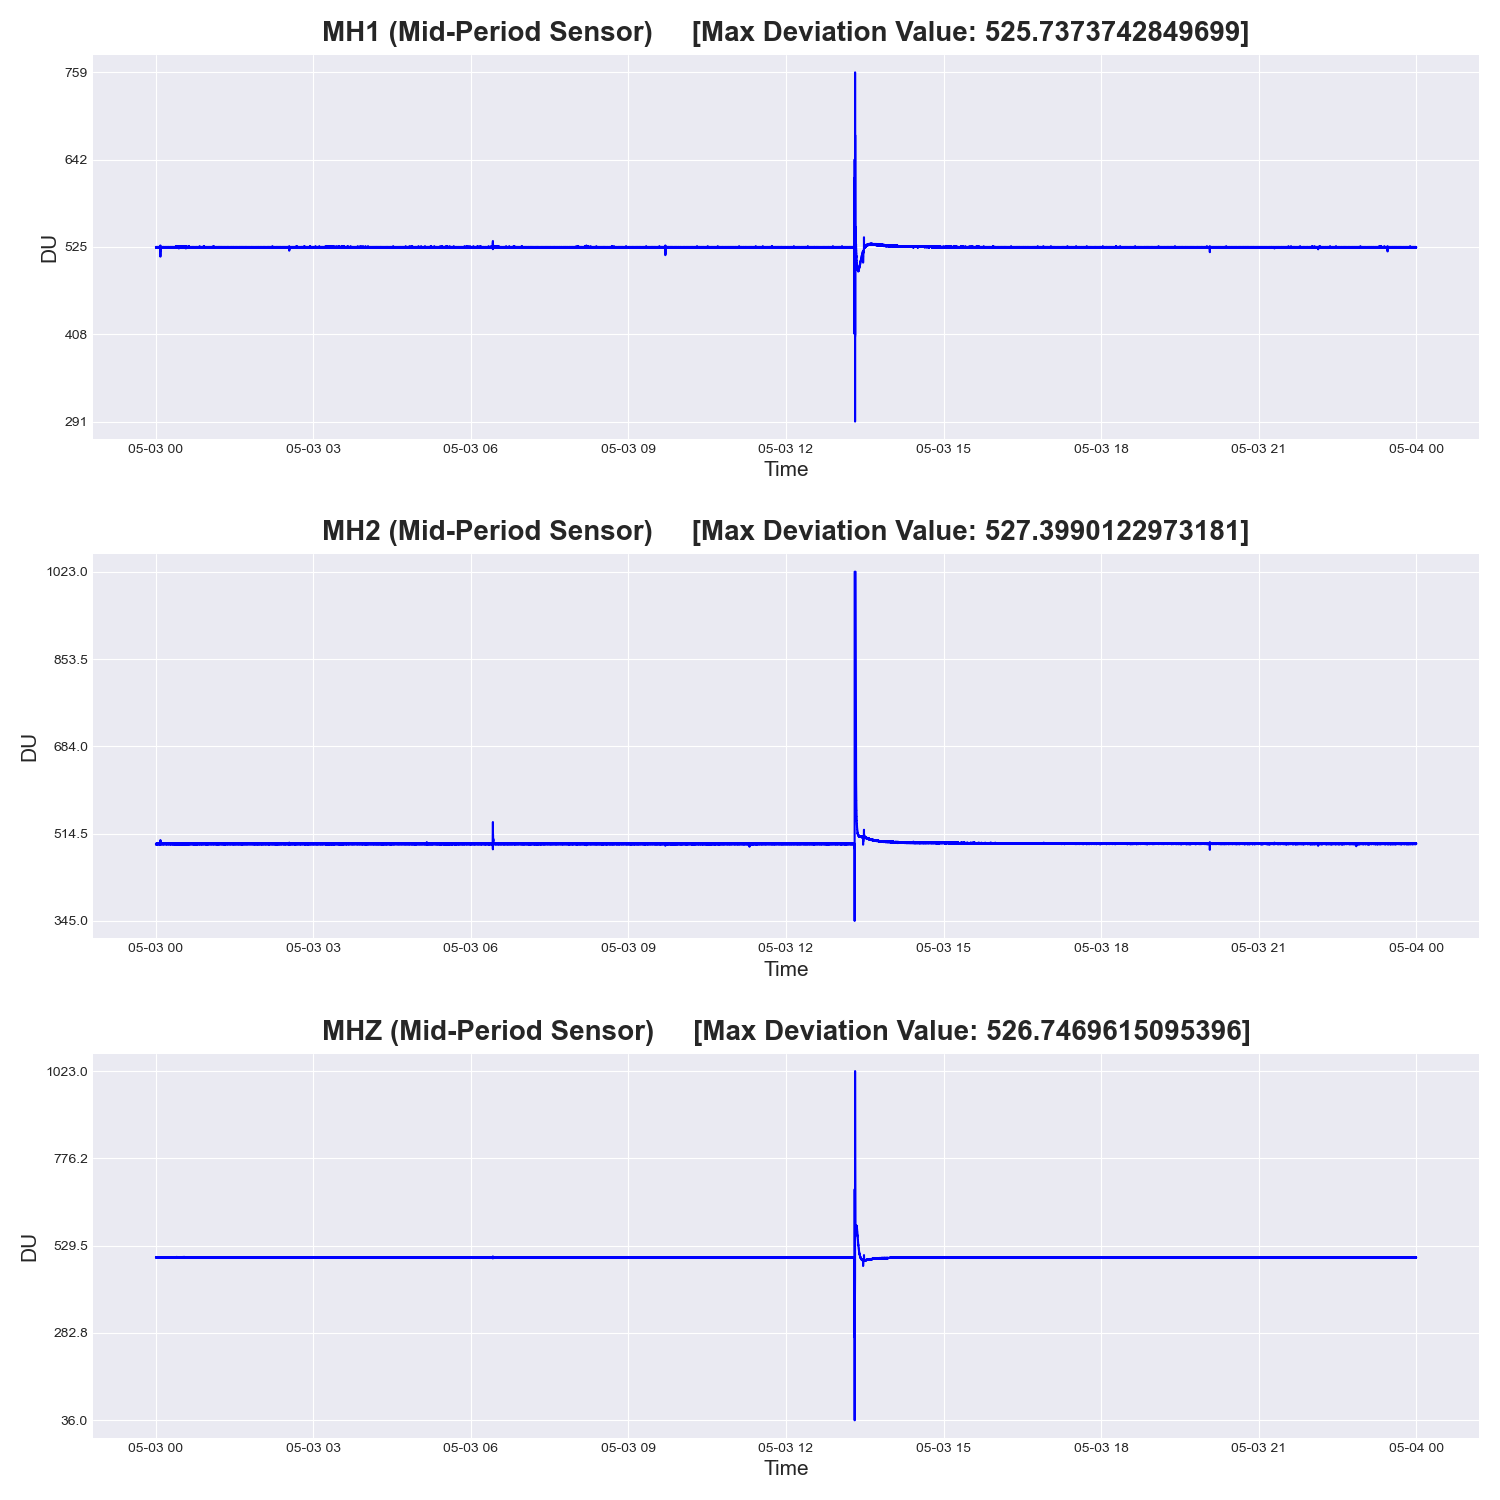 MH1 (Mid-Period Sensor) [Max Deviation Value: 525.7373742849699]
759
642
525
408
291
DU
05-03 00 05-03 03 05-03 06 05-03 09 05-03 12 05-03 15 05-03 18 05-03 21 05-04 00
Time
MH2 (Mid-Period Sensor) [Max Deviation Value: 527.3990122973181]
1023.0
853.5
684.0
514.5
345.0
DU
05-03 00 05-03 03 05-03 06 05-03 09 05-03 12 05-03 15 05-03 18 05-03 21 05-04 00
Time
MHZ (Mid-Period Sensor) [Max Deviation Value: 526.7469615095396]
1023.0
776.2
529.5
282.8
36.0
DU
05-03 00 05-03 03 05-03 06 05-03 09 05-03 12 05-03 15 05-03 18 05-03 21 05-04 00
Time